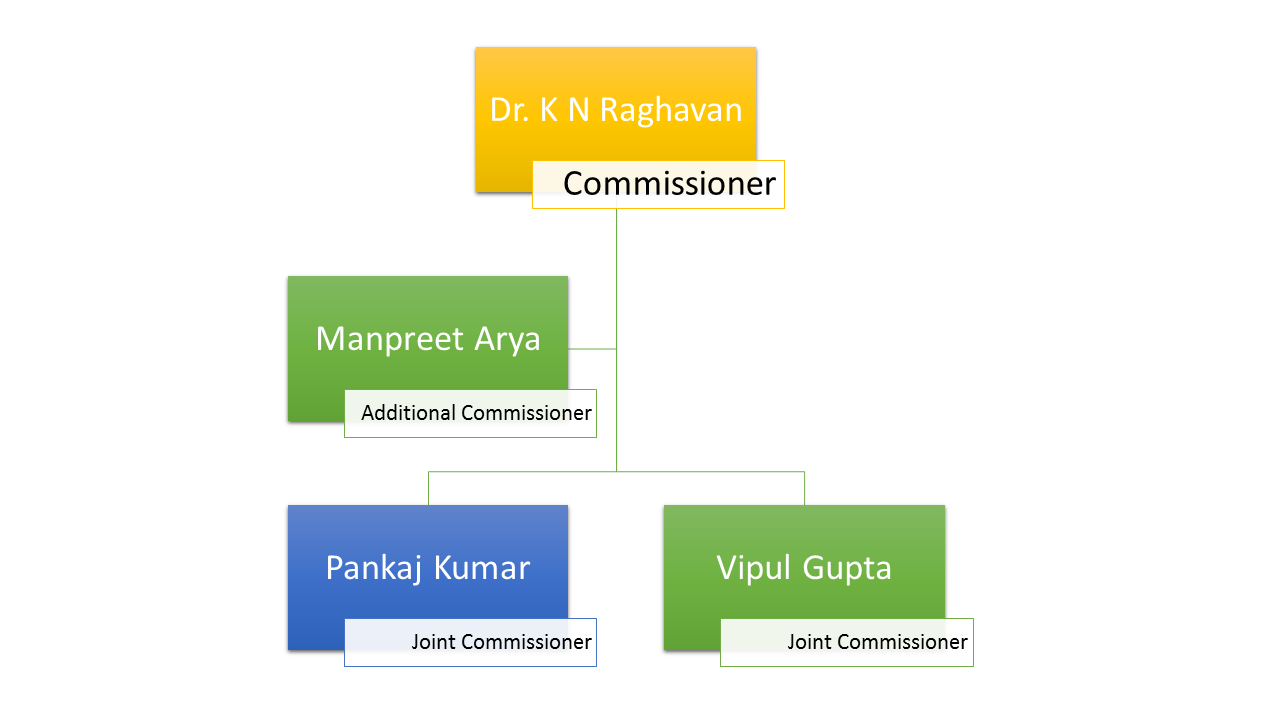 Dr. K N Raghavan
Commissioner
Manpreet Arya
Additional Commissioner
Pankaj Kumar
Joint Commissioner
Vipul Gupta
Joint Commissioner